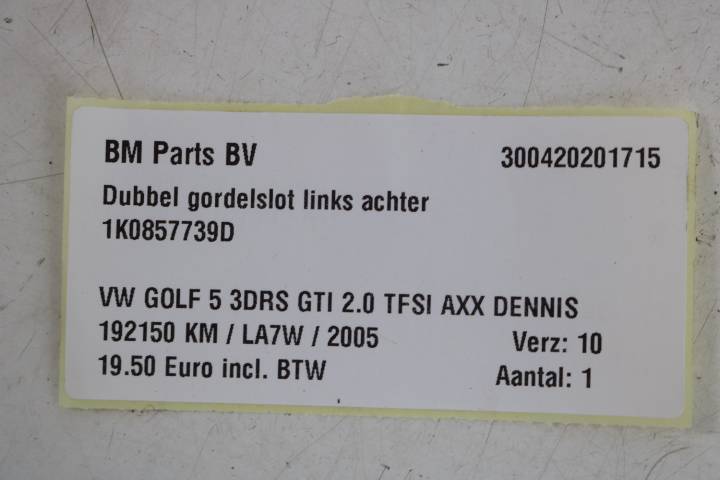 BM Parts BV 300420201715
Dubbel gordelslot links achter
1K0857739D
VW GOLF 5 3DRS GTI 2.0 TFSI AXX DENNIS
192150 KM / LA7W / 2005 Verz: 10
19.50 Euro incl. BTW Aantal: 1